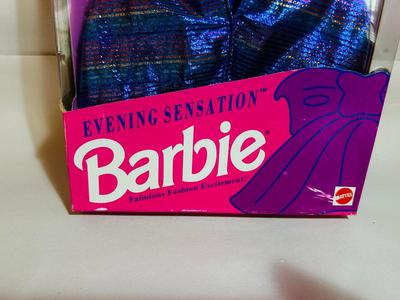 EVENING SENSATION™
Barbie®
Fabulous Fashion Excitement!
MATTEL